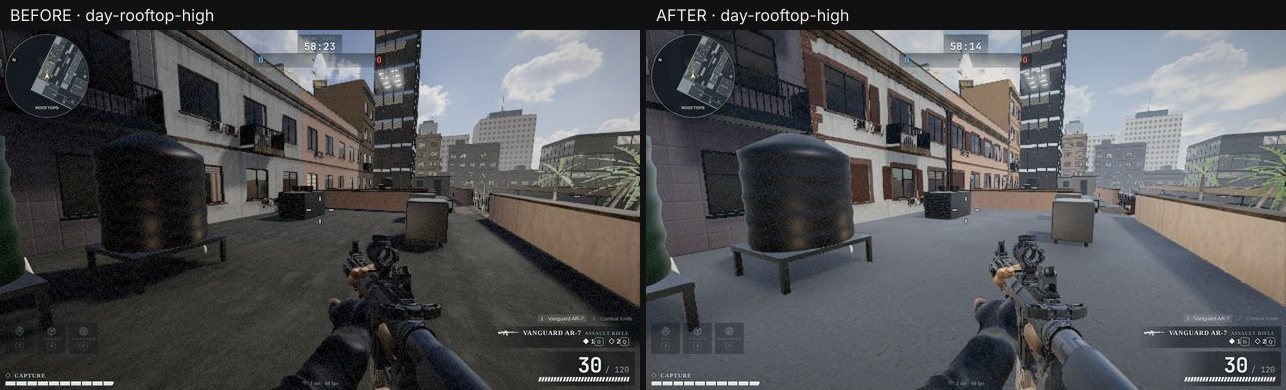 BEFORE · day-rooftop-high
58:23
0
0
N
ROOFTOPS
1 · Vanguard AR-7
2 · Combat Knife
VANGUARD AR-7 ASSAULT RIFLE
1 G 2 Q
30 / 120
CAPTURE
AFTER · day-rooftop-high
58:14
0
0
N
ROOFTOPS
1 · Vanguard AR-7
2 · Combat Knife
VANGUARD AR-7 ASSAULT RIFLE
1 G 2 Q
30 / 120
CAPTURE